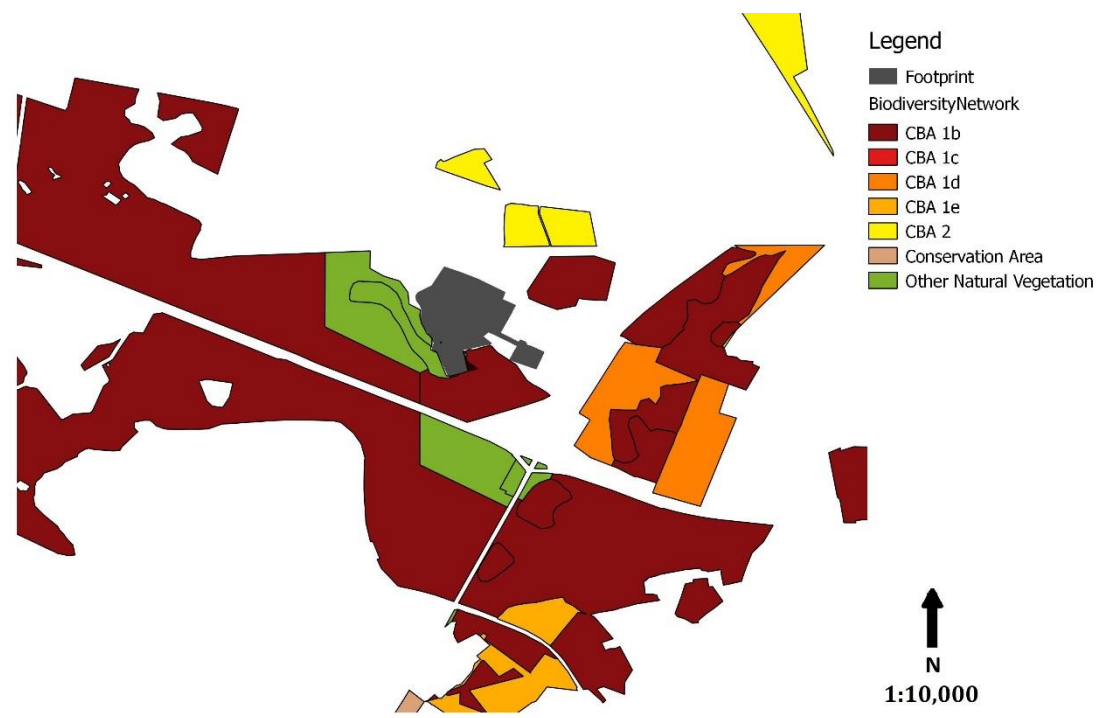 Legend
Footprint
BiodiversityNetwork
CBA 1b
CBA 1c
CBA 1d
CBA 1e
CBA 2
Conservation Area
Other Natural Vegetation
N
1:10,000